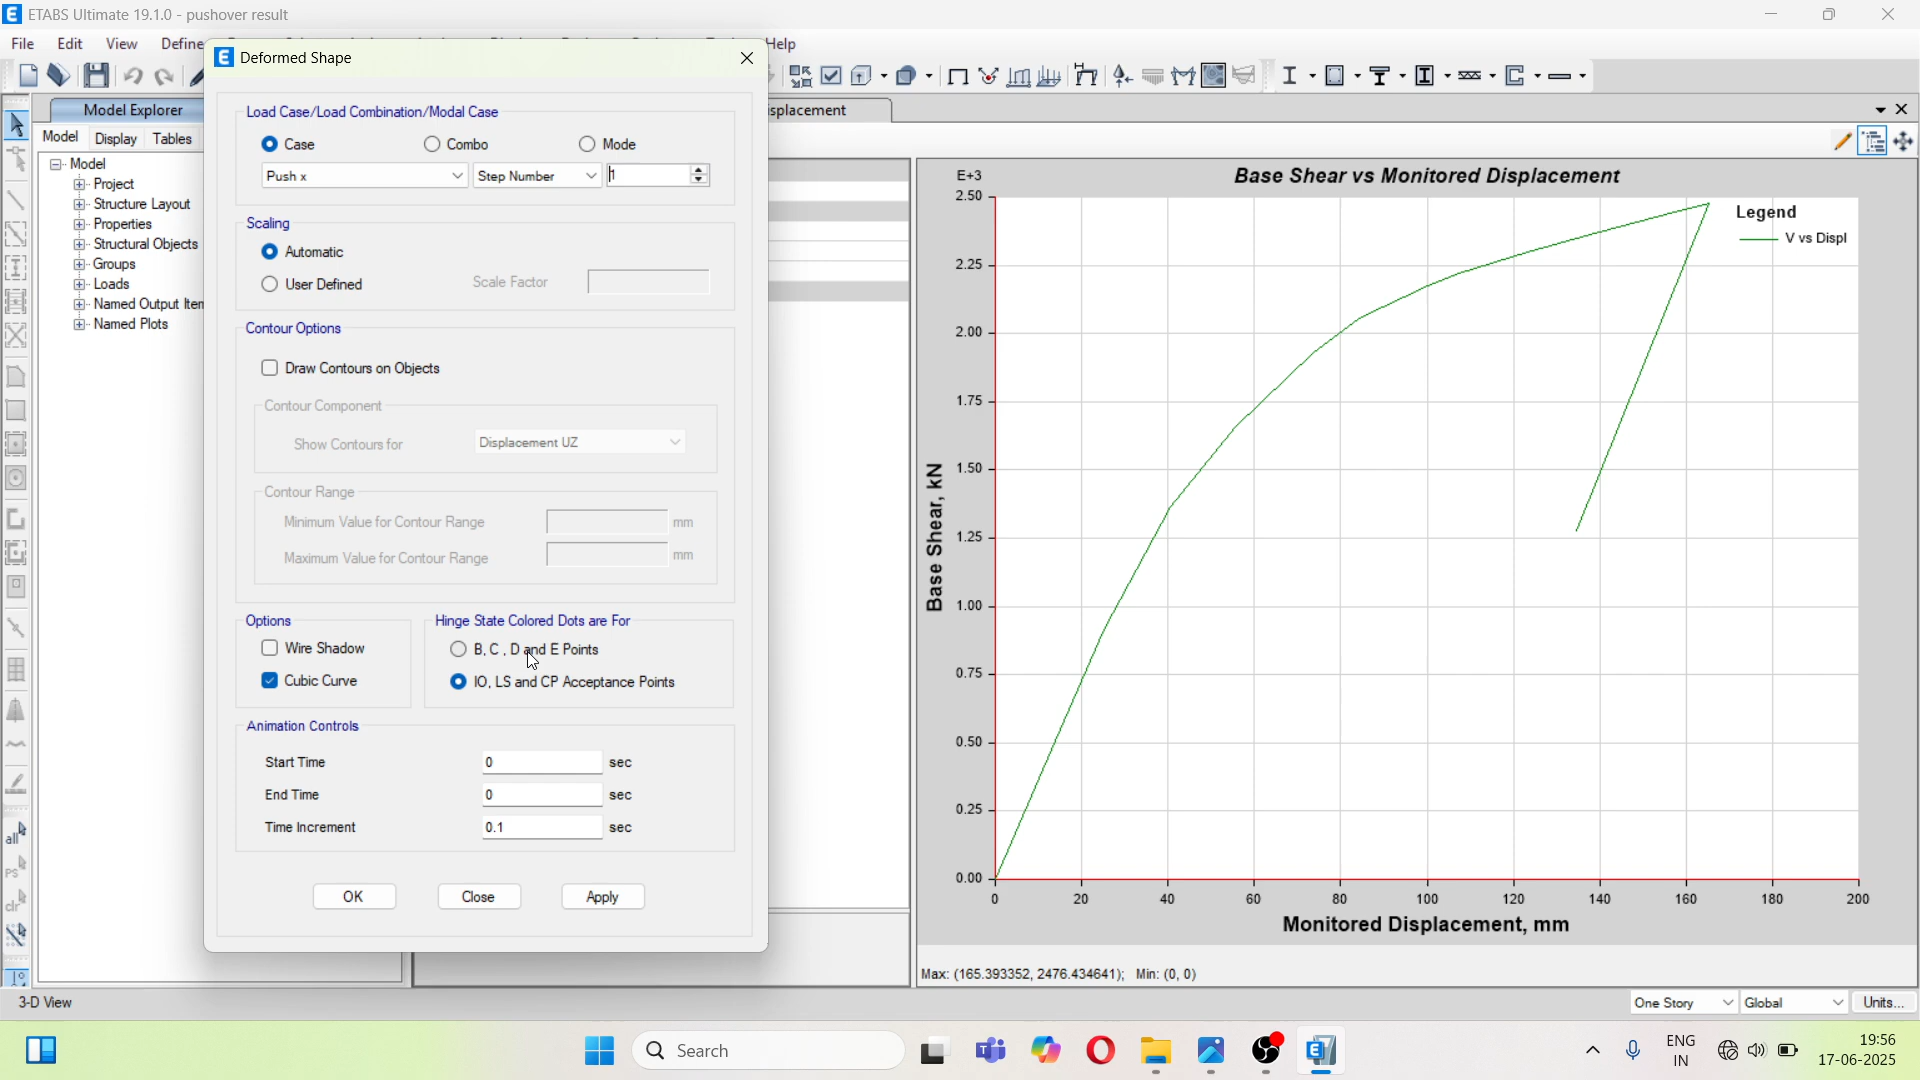 ETABS Ultimate 19.1.0 - pushover result
File Edit View Define
Help
Deformed Shape
Model Explorer
isplacement
Model Display Tables
Model
Project
Structure Layout
Properties
Structural Objects
Groups
Loads
Named Output Iten
Named Plots
Load Case/Load Combination/Modal Case
Case Combo Mode
Push x Step Number 1
Scaling
Automatic
User Defined Scale Factor
Contour Options
Draw Contours on Objects
Contour Component
Show Contours for Displacement UZ
Contour Range
Minimum Value for Contour Range mm
Maximum Value for Contour Range mm
Options Hinge State Colored Dots are For
Wire Shadow B, C , D and E Points
Cubic Curve IO, LS and CP Acceptance Points
Animation Controls
Start Time 0 sec
End Time 0 sec
Time Increment 0.1 sec
OK Close Apply
Base Shear vs Monitored Displacement
E+3
2.50
2.25
2.00
1.75
1.50
1.25
1.00
0.75
0.50
0.25
0.00
Base Shear, kN
Legend
V vs Displ
0 20 40 60 80 100 120 140 160 180 200
Monitored Displacement, mm
Max: (165.393352, 2476.434641); Min: (0, 0)
all
ps
clr
3-D View
One Story Global Units...
Search
ENG
IN
19:56
17-06-2025